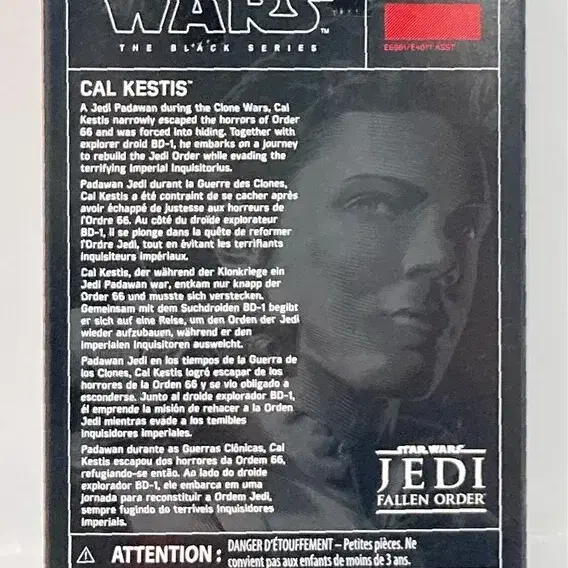 WARS™
THE BLACK SERIES
E6961/E4071 ASST
CAL KESTIS™
A Jedi Padawan during the Clone Wars, Cal
Kestis narrowly escaped the horrors of Order
66 and was forced into hiding. Together with
explorer droid BD-1, he embarks on a journey
to rebuild the Jedi Order while evading the
terrifying Imperial Inquisitorius.
Padawan Jedi durant la Guerre des Clones,
Cal Kestis a été contraint de se cacher après
avoir échappé de justesse aux horreurs de
l'Ordre 66. Au côté du droïde explorateur
BD-1, il se plonge dans la quête de reformer
l'Ordre Jedi, tout en évitant les terrifiants
Inquisiteurs impériaux.
Cal Kestis, der während der Klonkriege ein
Jedi Padawan war, entkam nur knapp der
Order 66 und musste sich verstecken.
Gemeinsam mit dem Suchdroiden BD-1 begibt
er sich auf eine Reise, um den Orden der Jedi
wieder aufzubauen, während er den
Imperialen Inquisitoren ausweicht.
Padawan Jedi en los tiempos de la Guerra de
los Clones, Cal Kestis logró escapar de los
horrores de la Orden 66 y se vio obligado a
esconderse. Junto al droide explorador BD-1,
él emprende la misión de rehacer a la Orden
Jedi mientras evade a los temibles
Inquisidores Imperiales.
Padawan durante as Guerras Clônicas, Cal
Kestis escapou dos horrores da Ordem 66,
refugiando-se então. Ao lado do droide
explorador BD-1, ele embarca em uma
jornada para reconstituir a Ordem Jedi,
sempre fugindo do terríveis Inquisidores
Imperiais.
STAR WARS
JEDI
FALLEN ORDER
ATTENTION : DANGER D'ÉTOUFFEMENT – Petites pièces. Ne
convient pas aux enfants de moins de 3 ans.